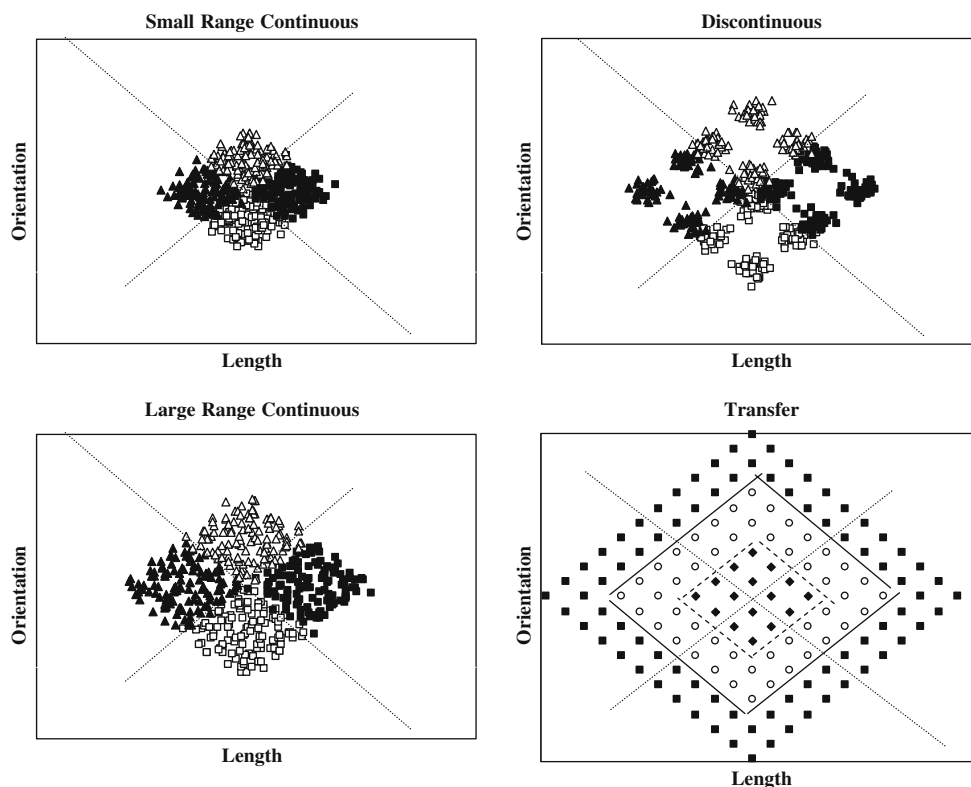 Small Range Continuous
Orientation
Length
Discontinuous
Orientation
Length
Large Range Continuous
Orientation
Length
Transfer
Orientation
Length